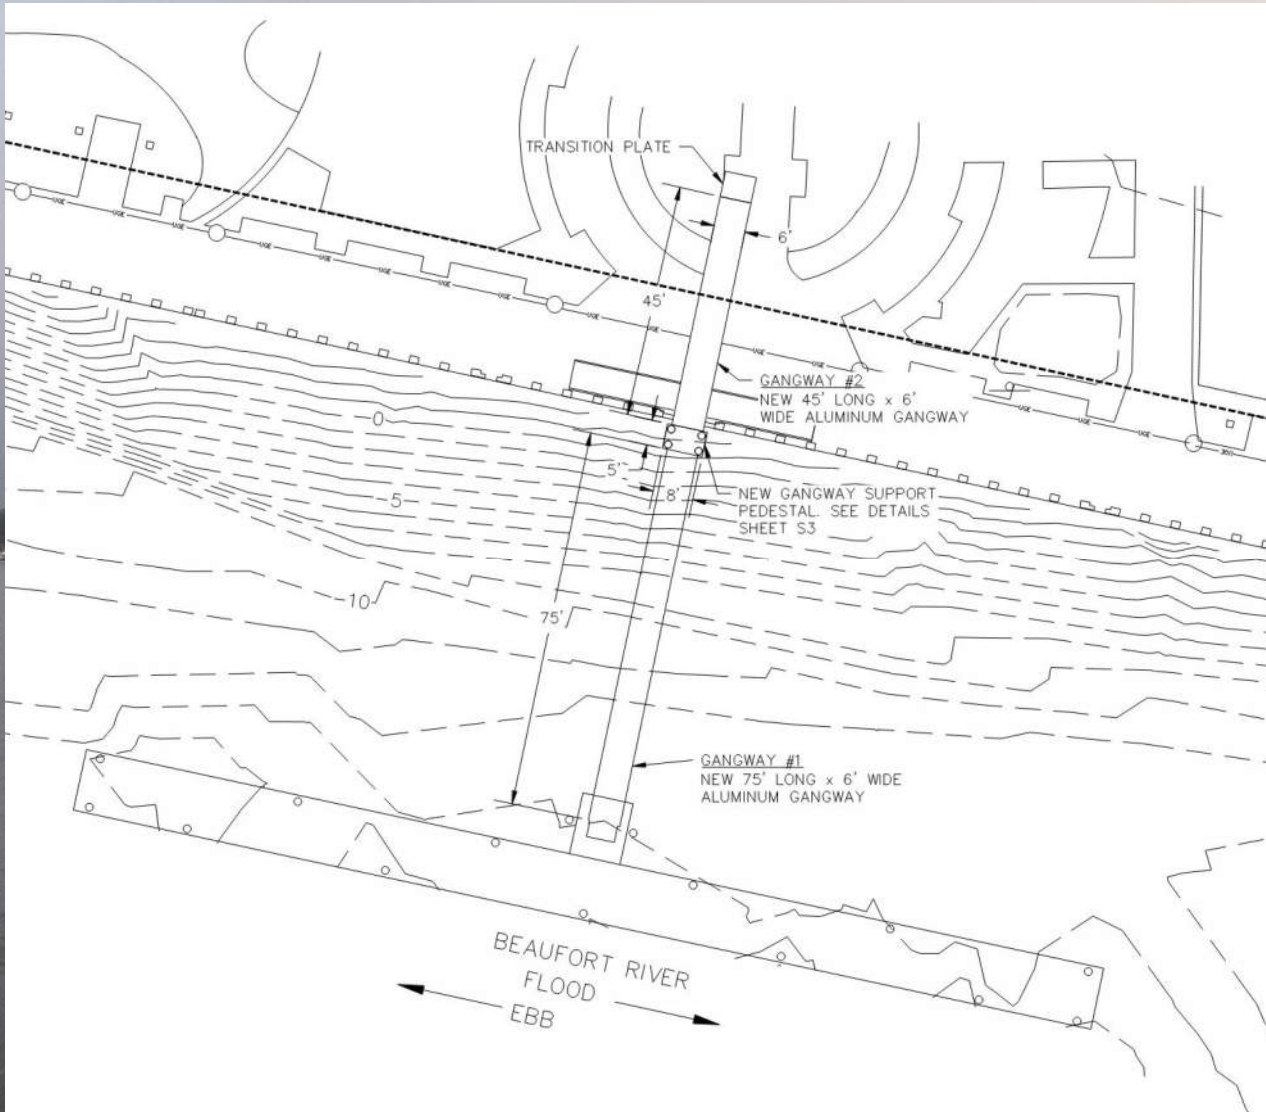 TRANSITION PLATE
6'
45'
GANGWAY #2
NEW 45' LONG x 6'
WIDE ALUMINUM GANGWAY
0
5'
8'
5
NEW GANGWAY SUPPORT
PEDESTAL. SEE DETAILS
SHEET S3
10
75'
GANGWAY #1
NEW 75' LONG x 6' WIDE
ALUMINUM GANGWAY
BEAUFORT RIVER
FLOOD
EBB